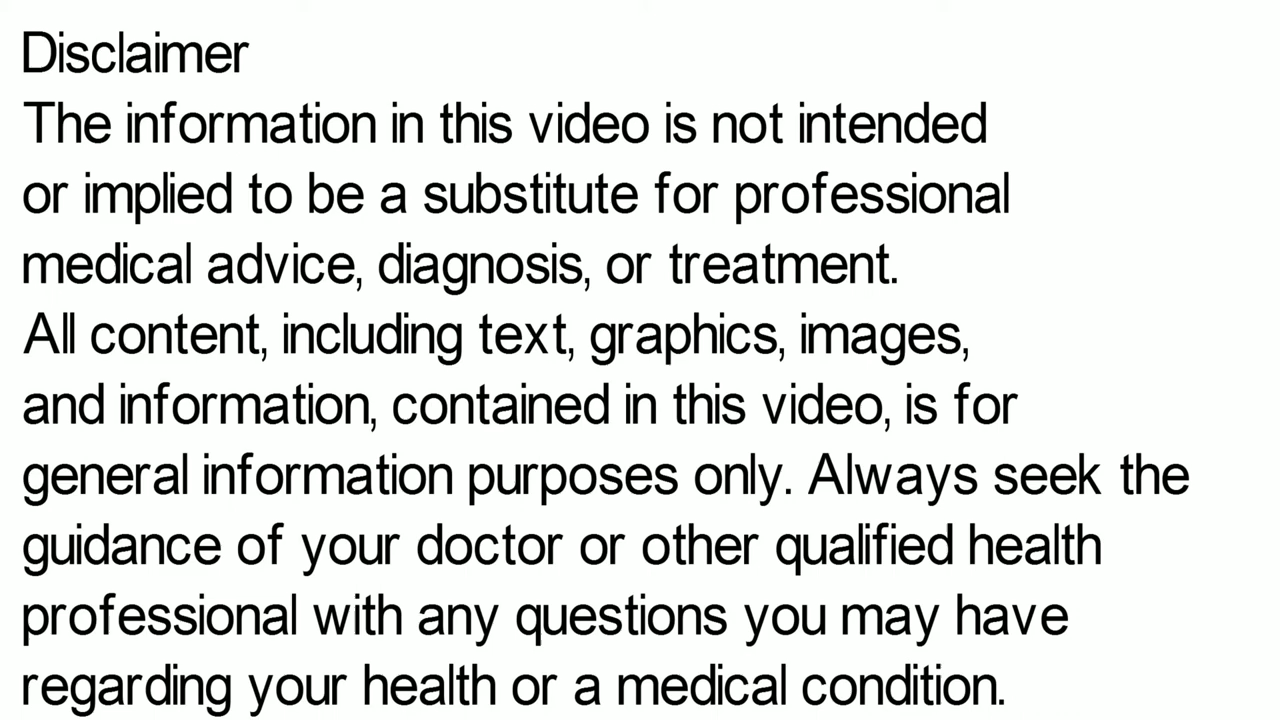 Disclaimer
The information in this video is not intended
or implied to be a substitute for professional
medical advice, diagnosis, or treatment.
All content, including text, graphics, images,
and information, contained in this video, is for
general information purposes only. Always seek the
guidance of your doctor or other qualified health
professional with any questions you may have
regarding your health or a medical condition.